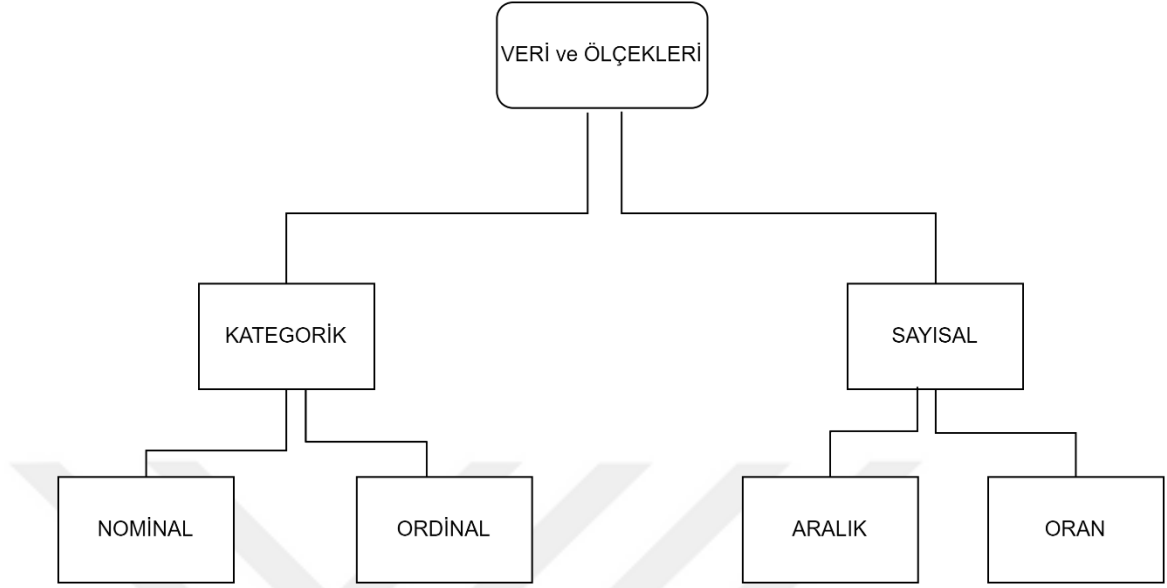 VERİ ve ÖLÇEKLERİ
KATEGORİK
SAYISAL
NOMİNAL
ORDİNAL
ARALIK
ORAN